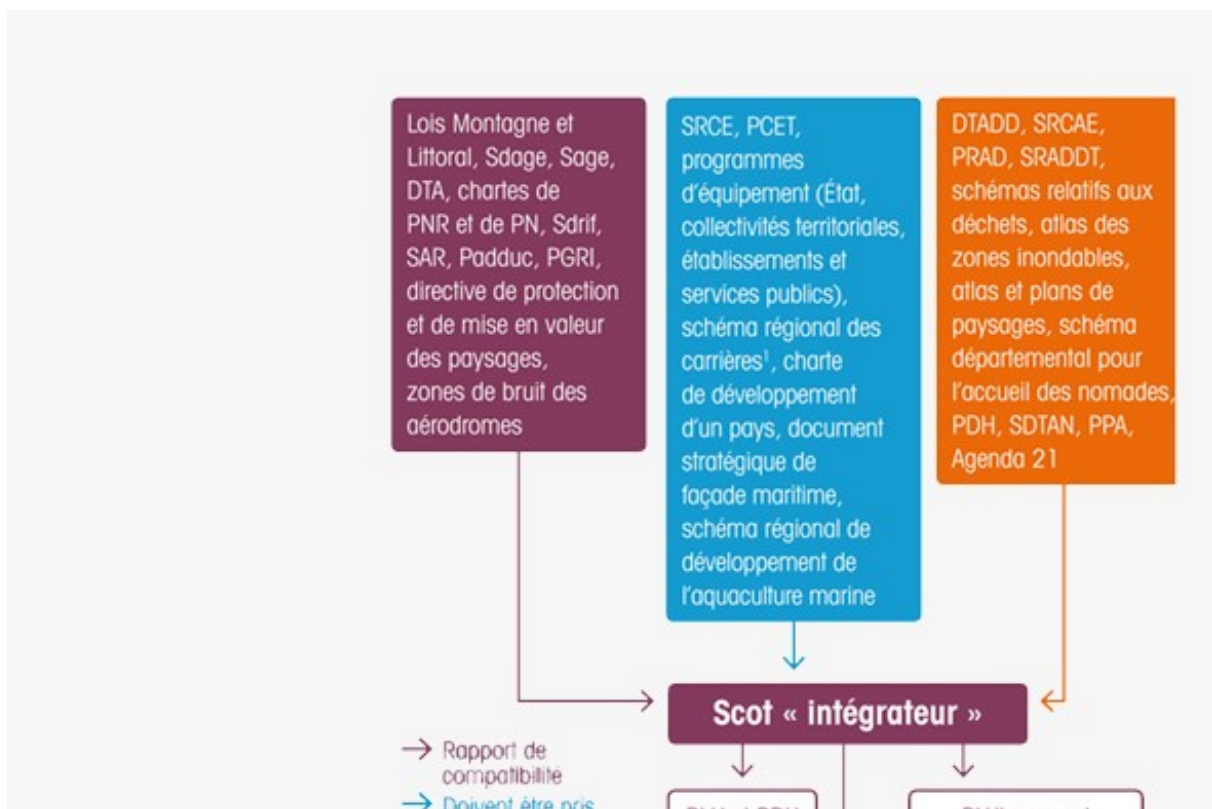 Lois Montagne et
Littoral, Sdage, Sage,
DTA, chartes de
PNR et de PN, Sdrif,
SAR, Padduc, PGRI,
directive de protection
et de mise en valeur
des paysages,
zones de bruit des
aérodromes
SRCE, PCET,
programmes
d'équipement (État,
collectivités territoriales,
établissements et
services publics),
schéma régional des
carrières¹, charte
de développement
d'un pays, document
stratégique de
façade maritime,
schéma régional de
développement de
l'aquaculture marine
DTADD, SRCAE,
PRAD, SRADDT,
schémas relatifs aux
déchets, atlas des
zones inondables,
atlas et plans de
paysages, schéma
départemental pour
l'accueil des nomades,
PDH, SDTAN, PPA,
Agenda 21
Scot « intégrateur »
Rapport de
compatibilité
Doivent être pris